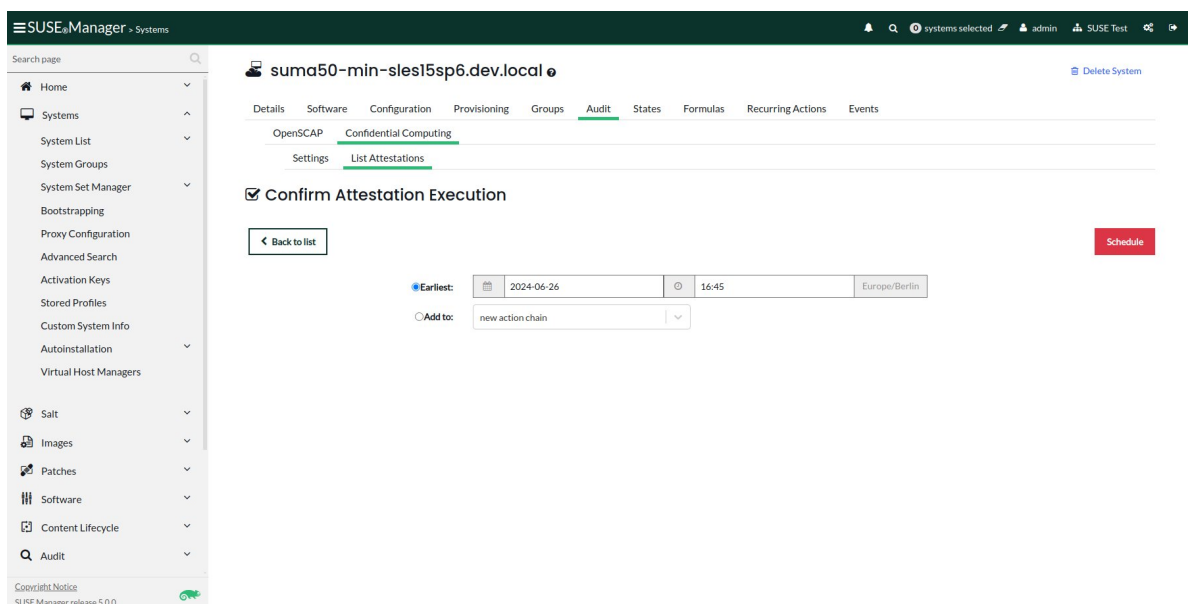 SUSE®Manager > Systems
0 systems selected admin SUSE Test
Search page
Home
Systems
System List
System Groups
System Set Manager
Bootstrapping
Proxy Configuration
Advanced Search
Activation Keys
Stored Profiles
Custom System Info
Autoinstallation
Virtual Host Managers
Salt
Images
Patches
Software
Content Lifecycle
Audit
Copyright Notice
SUSE Manager release 5.0.0
suma50-min-sles15sp6.dev.local
Delete System
Details Software Configuration Provisioning Groups Audit States Formulas Recurring Actions Events
OpenSCAP Confidential Computing
Settings List Attestations
Confirm Attestation Execution
Back to list
Schedule
Earliest: 2024-06-26 16:45 Europe/Berlin
Add to: new action chain